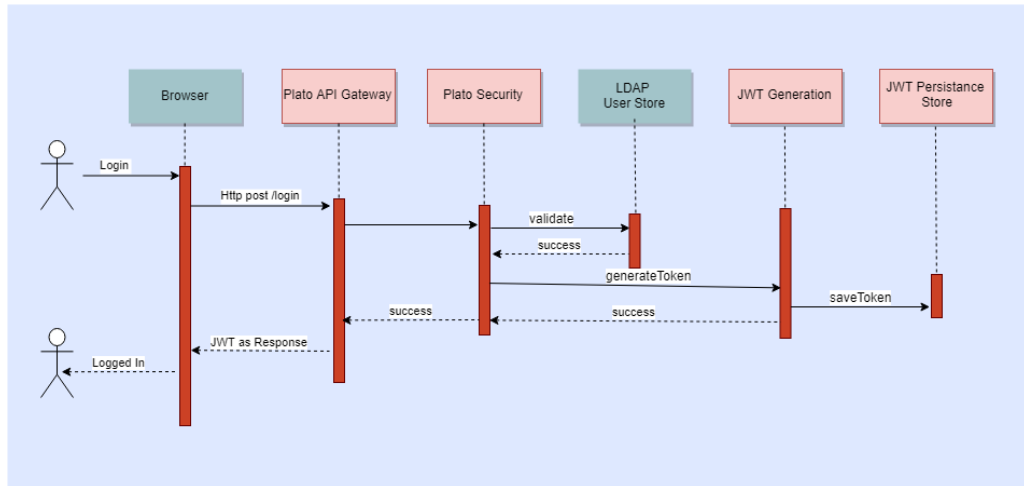 Browser
Plato API Gateway
Plato Security
LDAP
User Store
JWT Generation
JWT Persistance
Store
Login
Http post /login
validate
success
generateToken
saveToken
success
success
JWT as Response
Logged In